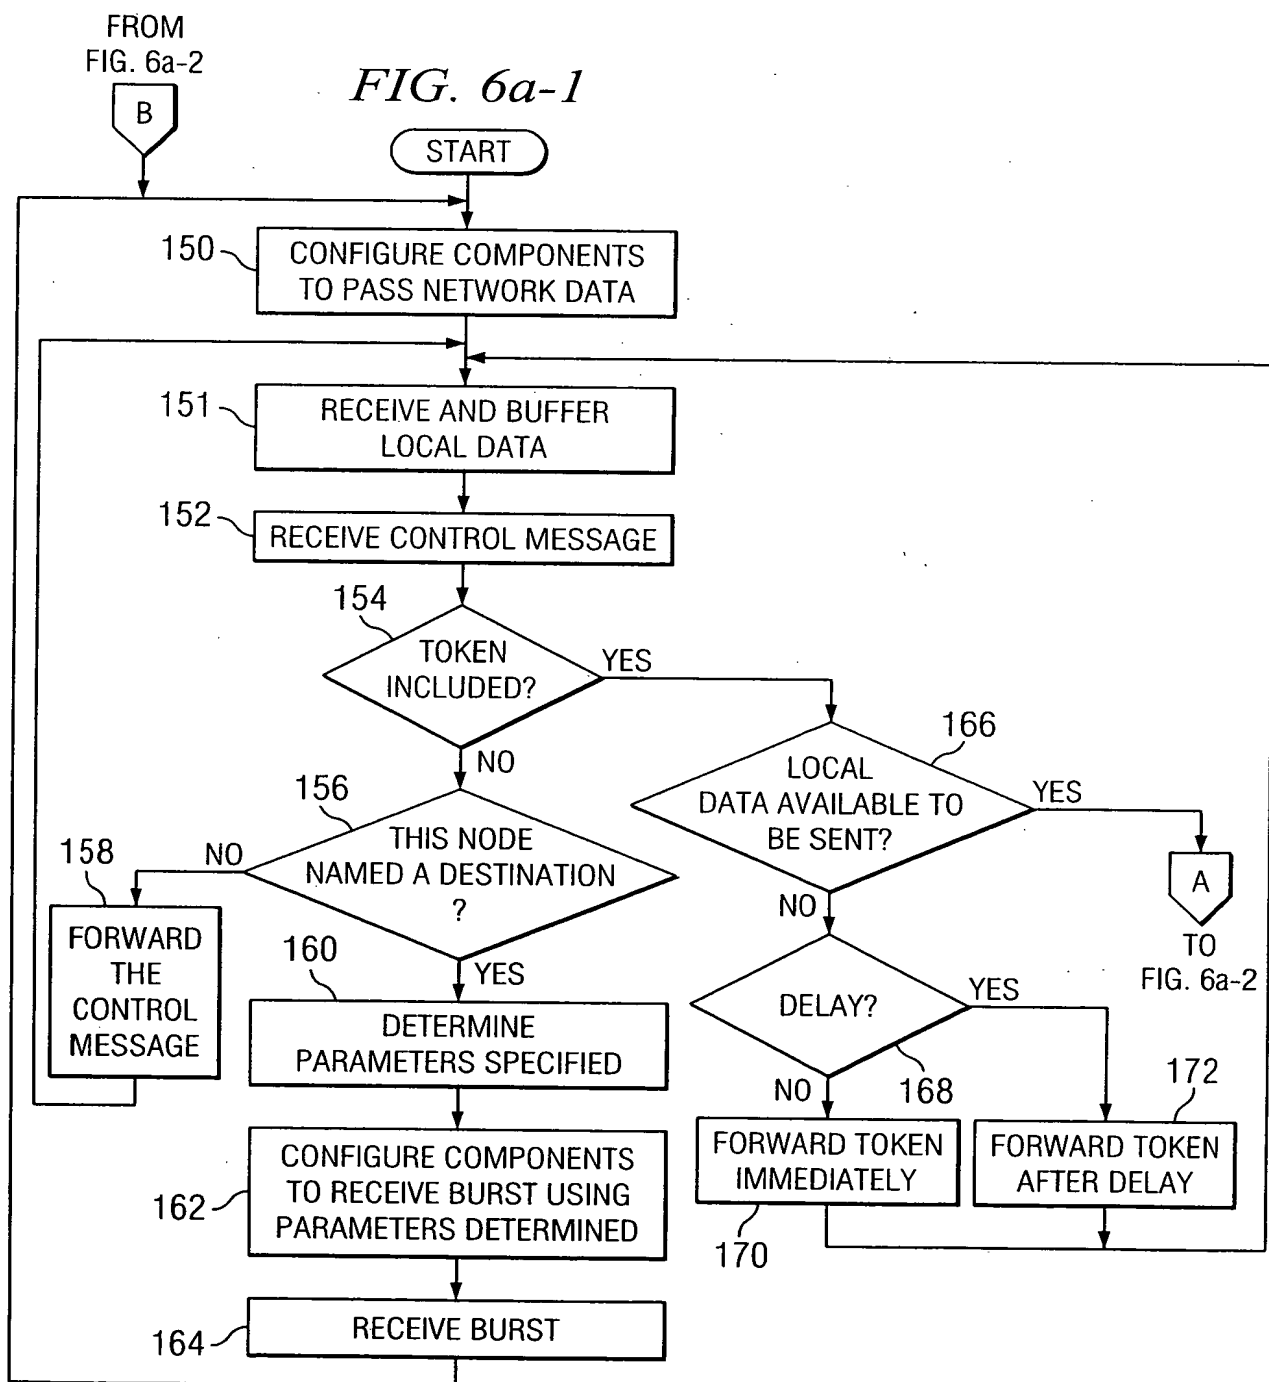 FROM
FIG. 6a-2
B
FIG. 6a-1
START
150
CONFIGURE COMPONENTS
TO PASS NETWORK DATA
151
RECEIVE AND BUFFER
LOCAL DATA
152
RECEIVE CONTROL MESSAGE
154
TOKEN
INCLUDED?
YES
NO
166
LOCAL
DATA AVAILABLE TO
BE SENT?
YES
NO
A
TO
FIG. 6a-2
156
THIS NODE
NAMED A DESTINATION
?
NO
YES
158
FORWARD
THE
CONTROL
MESSAGE
160
DETERMINE
PARAMETERS SPECIFIED
DELAY?
YES
NO
168
172
FORWARD TOKEN
IMMEDIATELY
170
FORWARD TOKEN
AFTER DELAY
162
CONFIGURE COMPONENTS
TO RECEIVE BURST USING
PARAMETERS DETERMINED
164
RECEIVE BURST